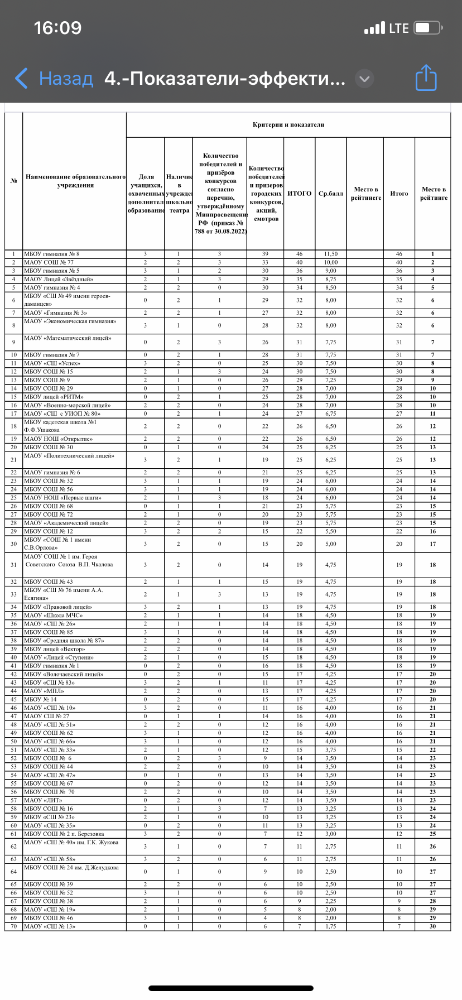 16:09
LTE
Назад 4.-Показатели-эффекти...
Критерии и показатели
№
Наименование образовательного учреждения
Доля учащихся, охваченных дополнител образование
Наличие в учрежде школьно театра
Количество победителей и призёров конкурсов согласно перечню, утверждённому Минпросвещени РФ (приказ № 788 от 30.08.2022)
Количество победителей и призеров городских конкурсов, акций, смотров
ИТОГО
Ср.балл
Место в рейтинеге
Итого
Место в рейтинге
1 МБОУ гимназия № 8 3 1 3 39 46 11,50 46 1
2 МАОУ СОШ № 77 2 2 3 33 40 10,00 40 2
3 МБОУ гимназия № 5 3 1 2 30 36 9,00 36 3
4 МАОУ Лицей «Звёздный» 2 1 3 29 35 8,75 35 4
5 МАОУ гимназия № 4 2 2 0 30 34 8,50 34 5
6 МБОУ «СШ № 49 имени героев-даманцев» 0 2 1 29 32 8,00 32 6
7 МАОУ «Гимназия № 3» 2 2 1 27 32 8,00 32 6
8 МАОУ «Экономическая гимназия» 3 1 0 28 32 8,00 32 6
9 МАОУ «Математический лицей» 0 2 3 26 31 7,75 31 7
10 МБОУ гимназия № 7 0 2 1 28 31 7,75 31 7
11 МАОУ «СШ «Успех» 3 2 0 25 30 7,50 30 8
12 МБОУ СОШ № 15 2 1 3 24 30 7,50 30 8
13 МБОУ СОШ № 9 2 1 0 26 29 7,25 29 9
14 МБОУ СОШ № 29 0 1 0 27 28 7,00 28 10
15 МБОУ лицей «РИТМ» 0 2 1 25 28 7,00 28 10
16 МАОУ «Военно-морской лицей» 2 2 0 24 28 7,00 28 10
17 МАОУ «СШ с УИОП № 80» 0 2 1 24 27 6,75 27 11
18 МБОУ кадетская школа №1 Ф.Ф.Ушакова 2 2 0 22 26 6,50 26 12
19 МАОУ НОШ «Открытие» 2 2 0 22 26 6,50 26 12
20 МБОУ СОШ № 30 0 1 0 24 25 6,25 25 13
21 МАОУ «Политехнический лицей» 3 2 1 19 25 6,25 25 13
22 МАОУ гимназия № 6 2 2 0 21 25 6,25 25 13
23 МБОУ СОШ № 32 3 1 1 19 24 6,00 24 14
24 МБОУ СОШ № 56 3 1 1 19 24 6,00 24 14
25 МАОУ НОШ «Первые шаги» 2 1 3 18 24 6,00 24 14
26 МБОУ СОШ № 68 0 1 1 21 23 5,75 23 15
27 МБОУ СОШ № 72 2 1 0 20 23 5,75 23 15
28 МАОУ «Академический лицей» 2 2 0 19 23 5,75 23 15
29 МБОУ СОШ № 12 3 2 2 15 22 5,50 22 16
30 МБОУ «СОШ № 1 имени С.В.Орлова» 3 2 0 15 20 5,00 20 17
31 МАОУ СОШ № 1 им. Героя Советского Союза В.П. Чкалова 3 2 0 14 19 4,75 19 18
32 МБОУ СОШ № 43 2 1 1 15 19 4,75 19 18
33 МБОУ «СШ № 76 имени А.А. Есягина» 2 1 3 13 19 4,75 19 18
34 МБОУ «Правовой лицей» 3 2 1 13 19 4,75 19 18
35 МАОУ «Школа МЧС» 2 1 1 14 18 4,50 18 19
36 МАОУ «СШ № 26» 2 1 1 14 18 4,50 18 19
37 МБОУ СОШ № 85 3 1 0 14 18 4,50 18 19
38 МБОУ «Средняя школа № 87» 2 2 0 14 18 4,50 18 19
39 МБОУ лицей «Вектор» 2 2 0 14 18 4,50 18 19
40 МАОУ «Лицей «Ступени» 2 1 0 15 18 4,50 18 19
41 МБОУ гимназия № 1 0 2 0 16 18 4,50 18 19
42 МБОУ «Волочаевский лицей» 0 2 0 15 17 4,25 17 20
43 МБОУ «СШ № 83» 3 2 1 11 17 4,25 17 20
44 МАОУ «МПЛ» 2 2 0 13 17 4,25 17 20
45 МБОУ № 14 0 2 0 15 17 4,25 17 20
46 МАОУ «СШ № 10» 3 2 0 11 16 4,00 16 21
47 МАОУ СШ № 27 0 1 1 14 16 4,00 16 21
48 МАОУ «СШ № 51» 2 2 0 12 16 4,00 16 21
49 МБОУ СОШ № 62 3 1 0 12 16 4,00 16 21
50 МАОУ «СШ № 66» 3 1 0 12 16 4,00 16 21
51 МАОУ «СШ № 33» 2 1 0 12 15 3,75 15 22
52 МБОУ СОШ № 6 0 2 3 9 14 3,50 14 23
53 МБОУ СОШ № 44 2 2 0 10 14 3,50 14 23
54 МАОУ «СШ № 47» 0 1 0 13 14 3,50 14 23
55 МБОУ СОШ № 67 0 2 0 12 14 3,50 14 23
56 МБОУ СОШ № 70 2 2 0 10 14 3,50 14 23
57 МАОУ «ЛИТ» 0 2 0 12 14 3,50 14 23
58 МБОУ СОШ № 16 2 1 3 7 13 3,25 13 24
59 МБОУ «СШ № 23» 2 1 0 10 13 3,25 13 24
60 МАОУ «СШ № 35» 0 2 0 11 13 3,25 13 24
61 МБОУ СОШ № 2 п. Березовка 3 2 0 7 12 3,00 12 25
62 МАОУ «СШ № 40» им. Г.К. Жукова 3 1 0 7 11 2,75 11 26
63 МАОУ «СШ № 58» 3 2 0 6 11 2,75 11 26
64 МБОУ СОШ № 24 им. Д.Желудкова 0 1 0 9 10 2,50 10 27
65 МБОУ СОШ № 39 2 2 0 6 10 2,50 10 27
66 МБОУ СОШ № 52 3 1 0 6 10 2,50 10 27
67 МБОУ СОШ № 38 2 1 0 6 9 2,25 9 28
68 МАОУ «СШ № 19» 2 1 0 5 8 2,00 8 29
69 МБОУ СОШ № 46 3 1 0 4 8 2,00 8 29
70 МАОУ «СШ № 13» 0 1 0 6 7 1,75 7 30